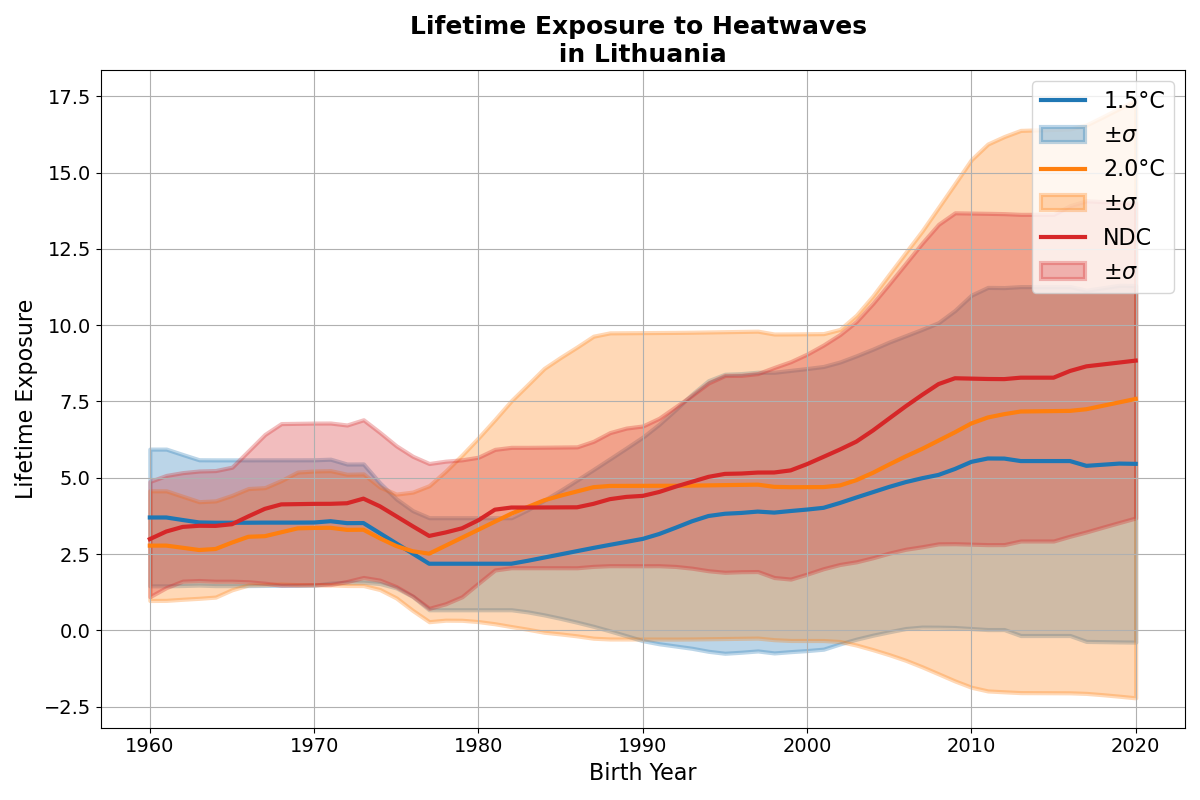 Lifetime Exposure to Heatwaves
in Lithuania
17.5
15.0
12.5
10.0
7.5
5.0
2.5
0.0
−2.5
Lifetime Exposure
1.5°C
±σ
2.0°C
±σ
NDC
±σ
1960
1970
1980
1990
2000
2010
2020
Birth Year